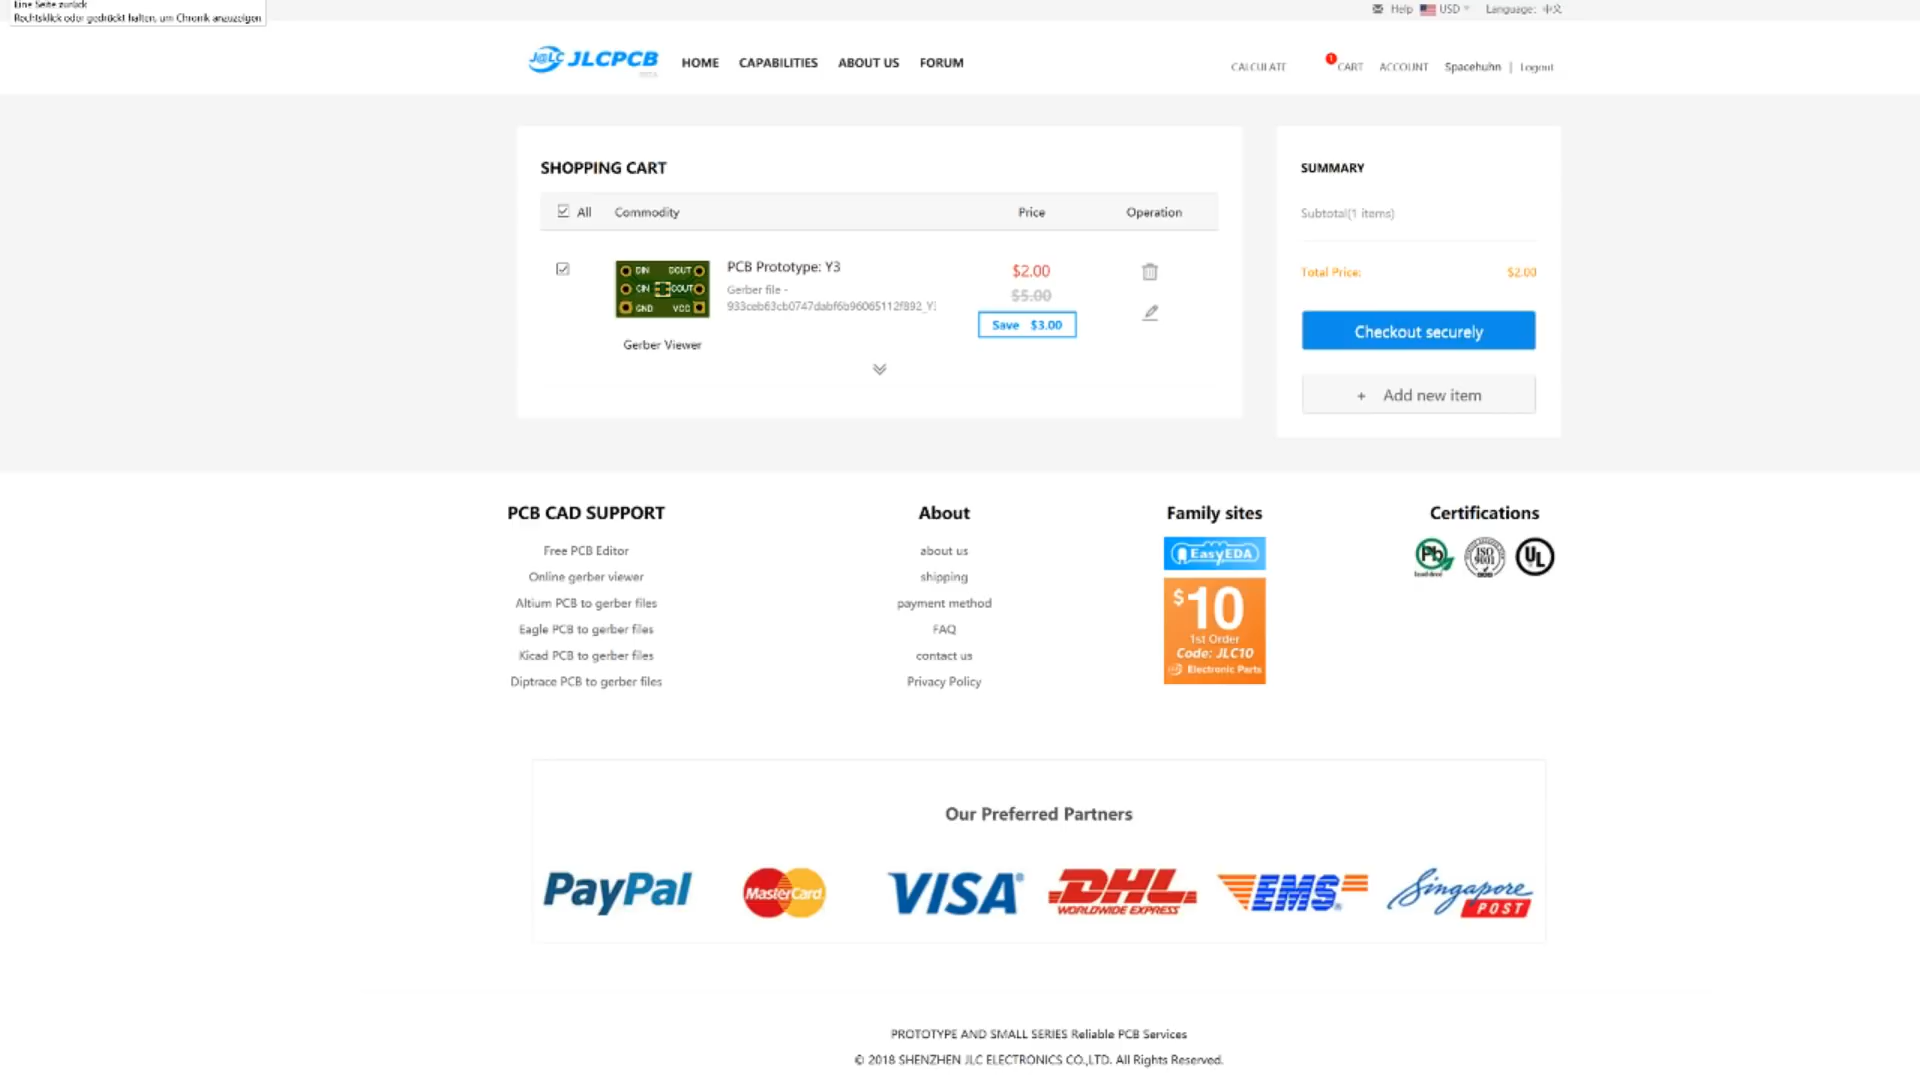 Eine Seite zurück
Rechtsklick oder gedrückt halten, um Chronik anzuzeigen
Help USD Language: 中文
J@LC JLCPCB
HOME CAPABILITIES ABOUT US FORUM
CALCULATE 1 CART ACCOUNT Spacehuhn | Logout
SHOPPING CART
All Commodity Price Operation
DIN DOUT
CIN COUT
GND VCC
PCB Prototype: Y3
Gerber file -
933ceb63cb0747dabf6b96065112f892_Y3
Gerber Viewer
$2.00
$5.00
Save $3.00
SUMMARY
Subtotal(1 items)
Total Price: $2.00
Checkout securely
+ Add new item
PCB CAD SUPPORT
Free PCB Editor
Online gerber viewer
Altium PCB to gerber files
Eagle PCB to gerber files
Kicad PCB to gerber files
Diptrace PCB to gerber files
About
about us
shipping
payment method
FAQ
contact us
Privacy Policy
Family sites
EasyEDA
$10
1st Order
Code: JLC10
Electronic Parts
Certifications
Pb
ISO
9001
UL
Our Preferred Partners
PayPal
MasterCard
VISA
DHL
WORLDWIDE EXPRESS
EMS
Singapore
POST
PROTOTYPE AND SMALL SERIES Reliable PCB Services
© 2018 SHENZHEN JLC ELECTRONICS CO.,LTD. All Rights Reserved.